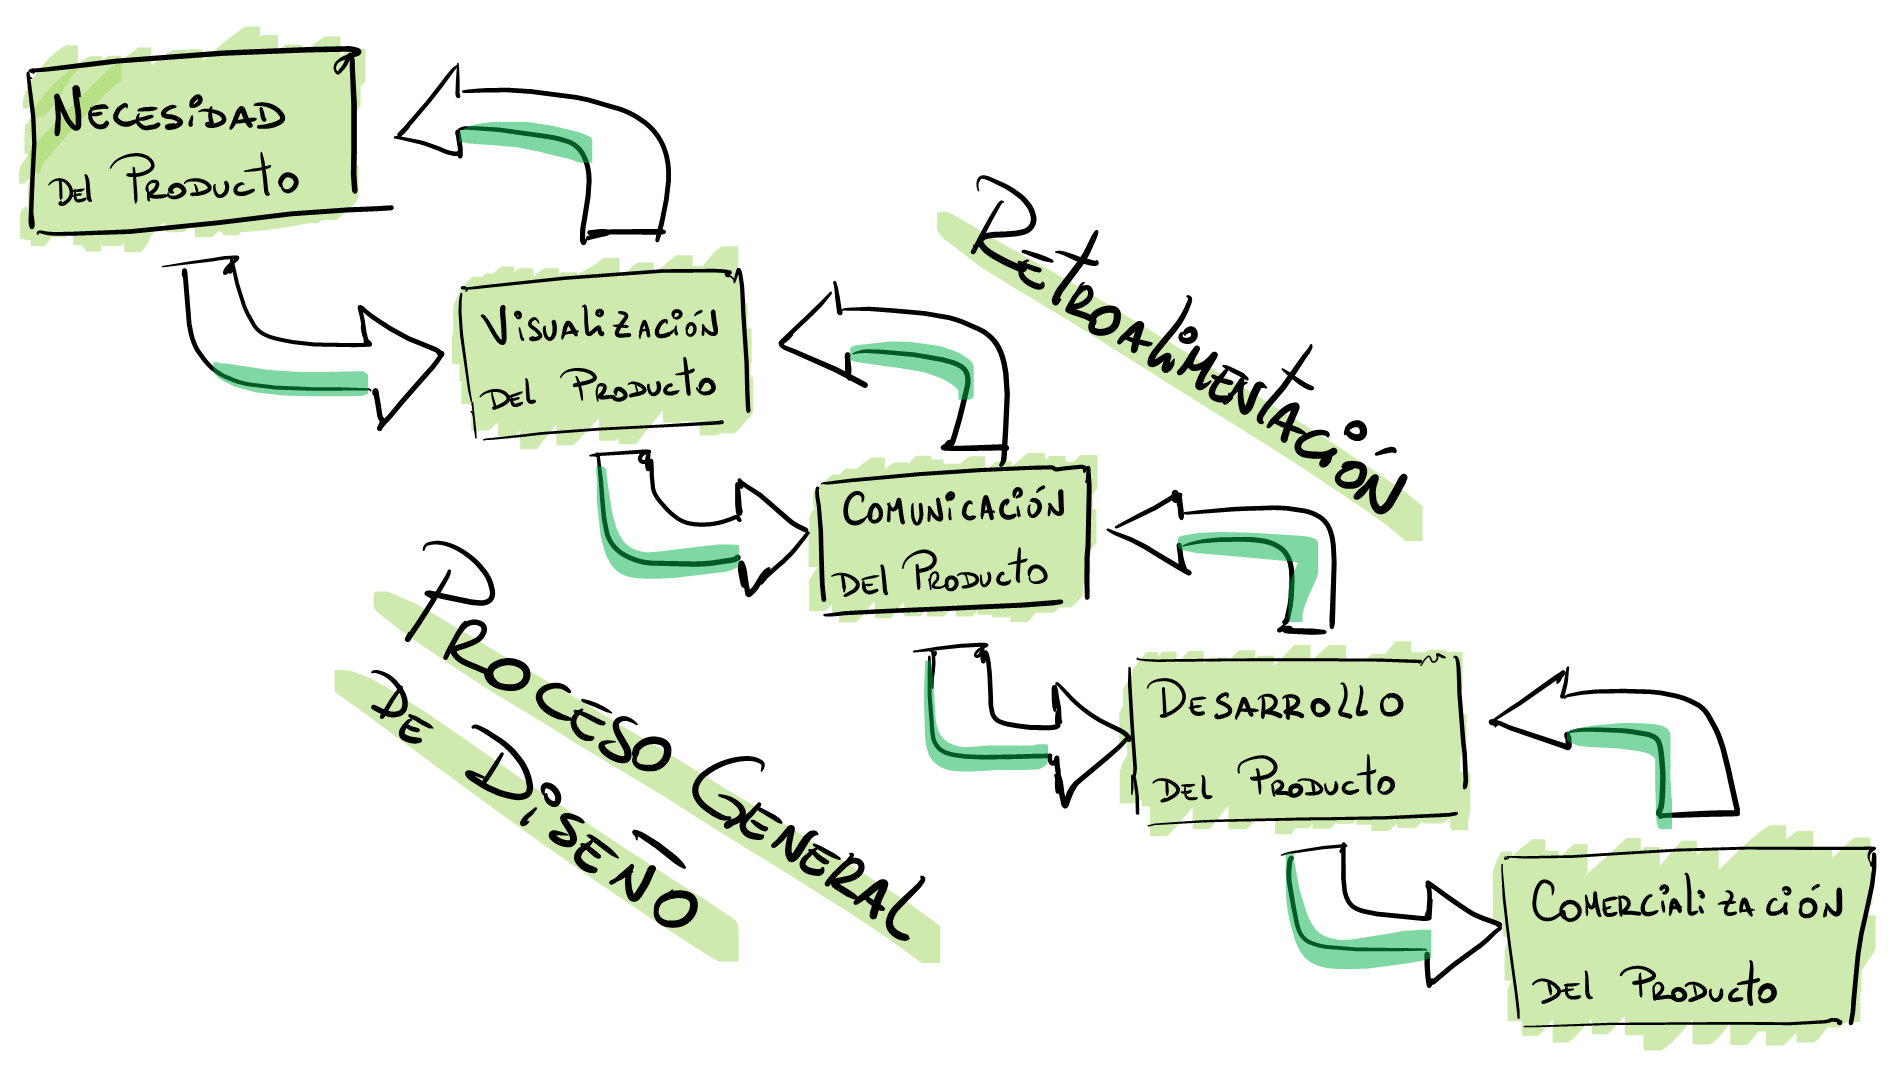 NECESIDAD
DEL PRODUCTO
VISUALIZACIÓN
DEL PRODUCTO
RETROALIMENTACIÓN
COMUNICACIÓN
DEL PRODUCTO
PROCESO GENERAL
DE DISEÑO
DESARROLLO
DEL PRODUCTO
COMERCIALIZACIÓN
DEL PRODUCTO